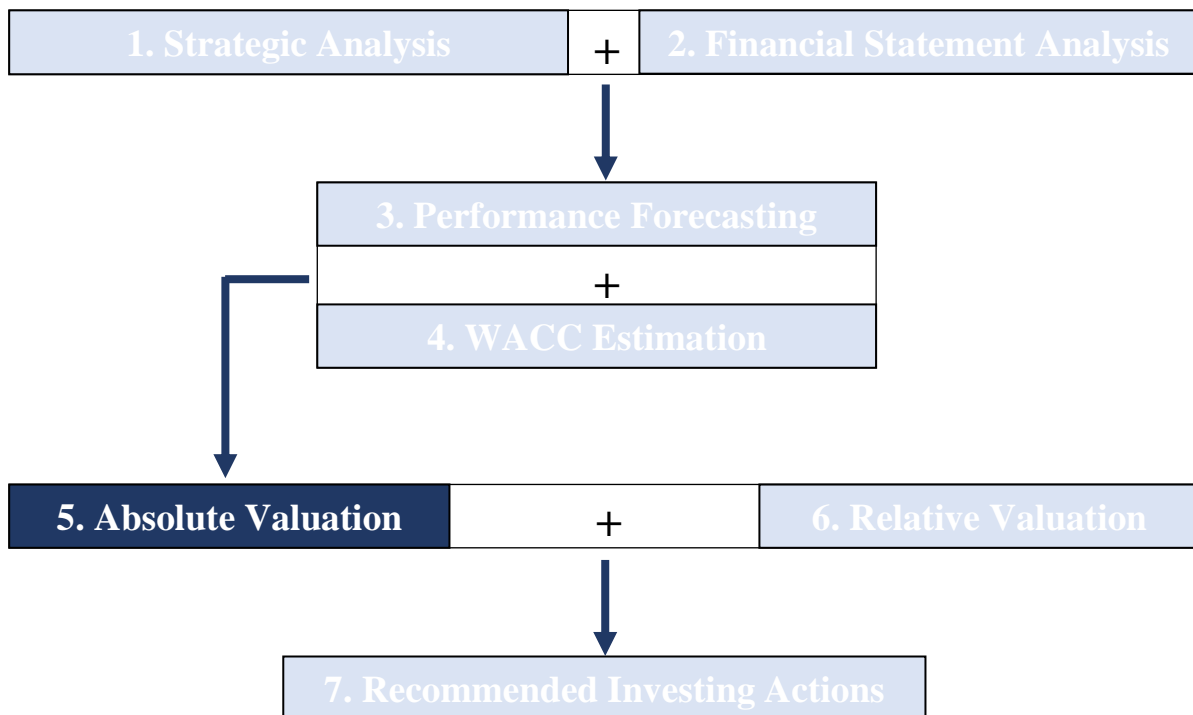 1. Strategic Analysis + 2. Financial Statement Analysis
3. Performance Forecasting
+
4. WACC Estimation
5. Absolute Valuation + 6. Relative Valuation
7. Recommended Investing Actions